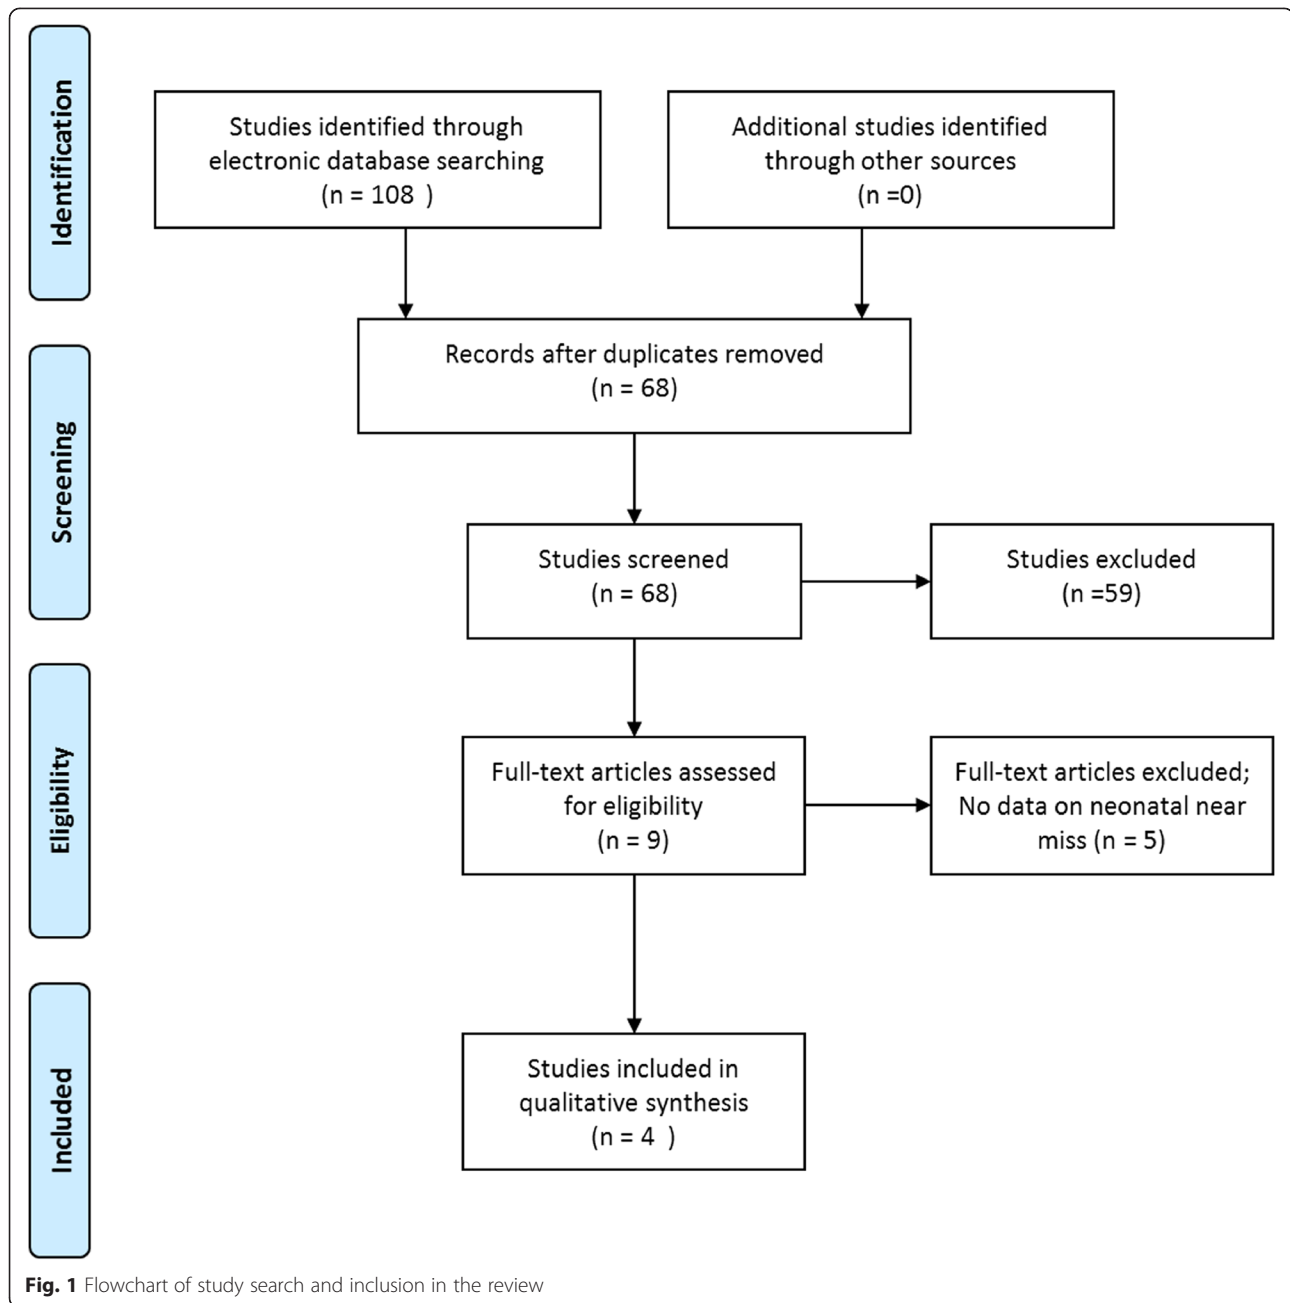 Identification
Studies identified through
electronic database searching
(n = 108  )
Additional studies identified
through other sources
(n =0)
Records after duplicates removed
(n = 68)
Screening
Studies screened
(n = 68)
Studies excluded
(n =59)
Eligibility
Full-text articles assessed
for eligibility
(n = 9)
Full-text articles excluded;
No data on neonatal near
miss (n = 5)
Included
Studies included in
qualitative synthesis
(n = 4  )
Fig. 1 Flowchart of study search and inclusion in the review